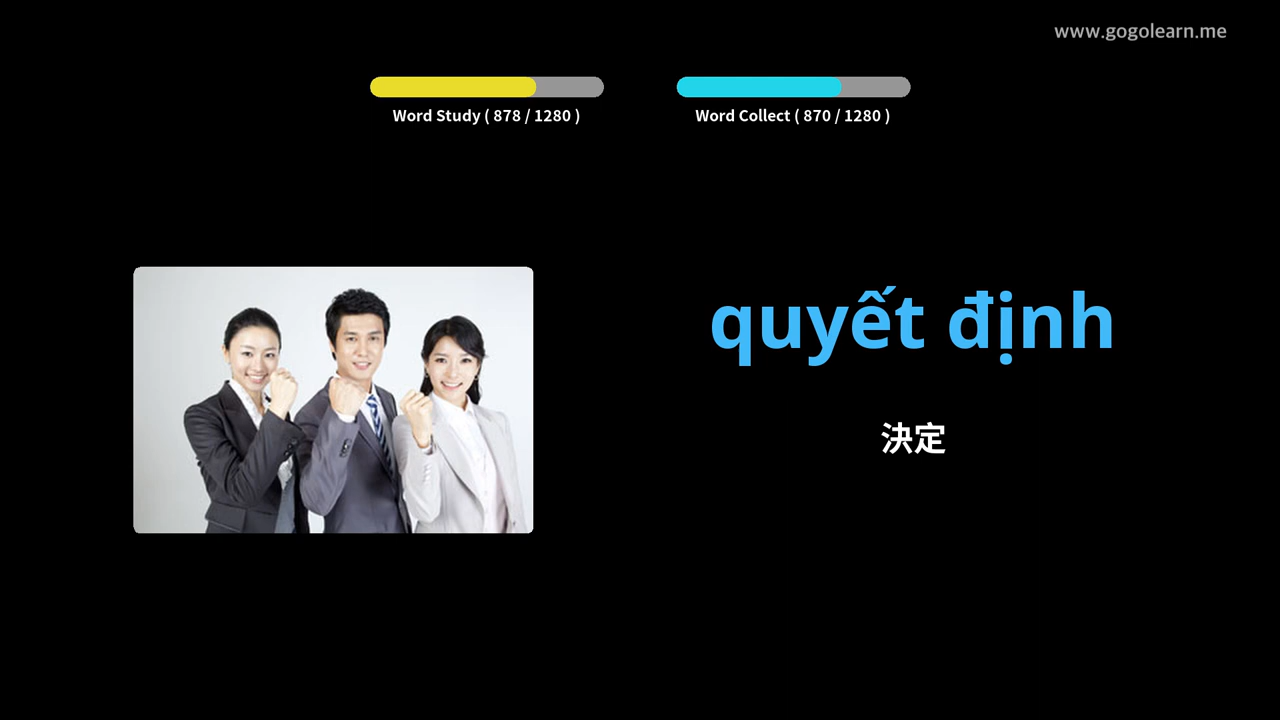 www.gogolearn.me
Word Study ( 878 / 1280 )
Word Collect ( 870 / 1280 )
quyết định
決定